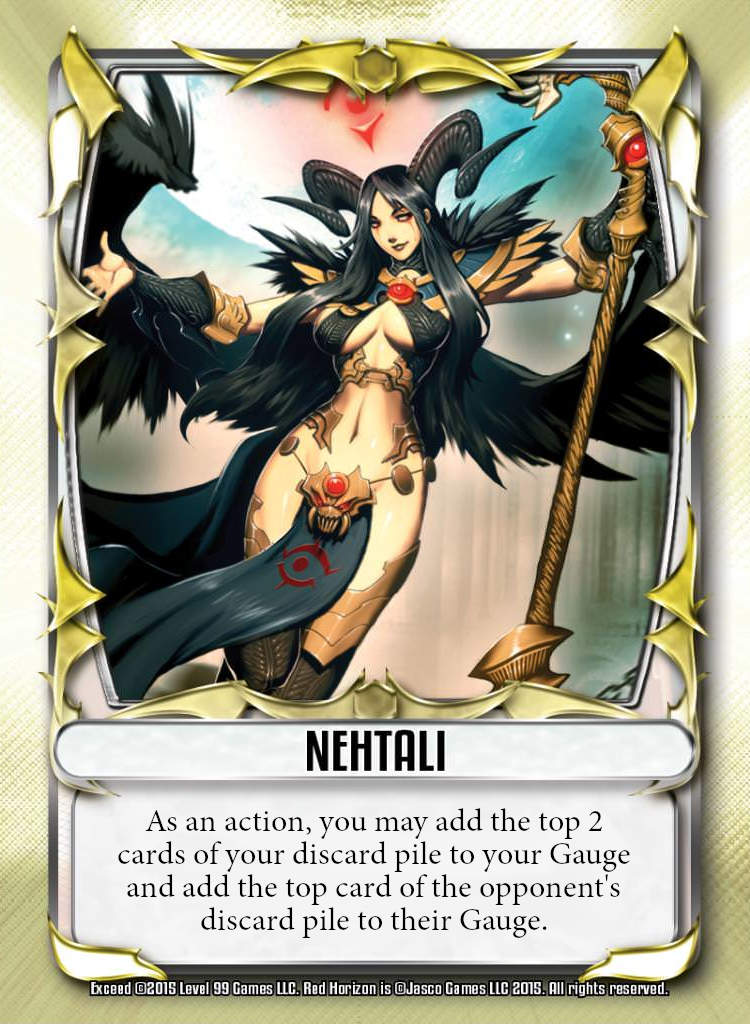 NEHTALI
As an action, you may add the top 2
cards of your discard pile to your Gauge
and add the top card of the opponent's
discard pile to their Gauge.
Exceed ©2015 Level 99 Games LLC. Red Horizon is ©Jasco Games LLC 2015. All rights reserved.